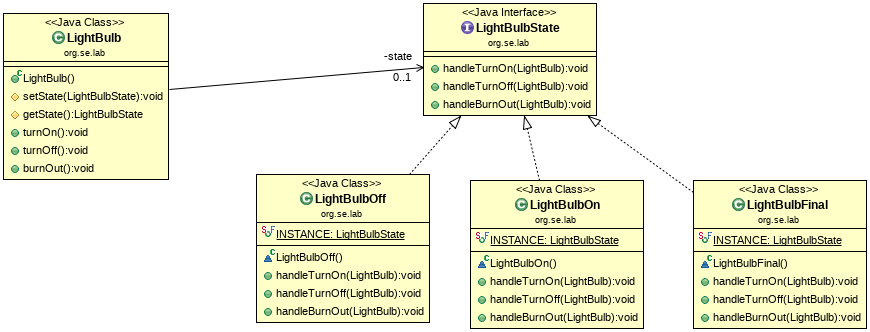 <<Java Class>>
LightBulb
org.se.lab
LightBulb()
setState(LightBulbState):void
getState():LightBulbState
turnOn():void
turnOff():void
burnOut():void
-state
0..1
<<Java Interface>>
LightBulbState
org.se.lab
handleTurnOn(LightBulb):void
handleTurnOff(LightBulb):void
handleBurnOut(LightBulb):void
<<Java Class>>
LightBulbOff
org.se.lab
INSTANCE: LightBulbState
LightBulbOff()
handleTurnOn(LightBulb):void
handleTurnOff(LightBulb):void
handleBurnOut(LightBulb):void
<<Java Class>>
LightBulbOn
org.se.lab
INSTANCE: LightBulbState
LightBulbOn()
handleTurnOn(LightBulb):void
handleTurnOff(LightBulb):void
handleBurnOut(LightBulb):void
<<Java Class>>
LightBulbFinal
org.se.lab
INSTANCE: LightBulbState
LightBulbFinal()
handleTurnOn(LightBulb):void
handleTurnOff(LightBulb):void
handleBurnOut(LightBulb):void